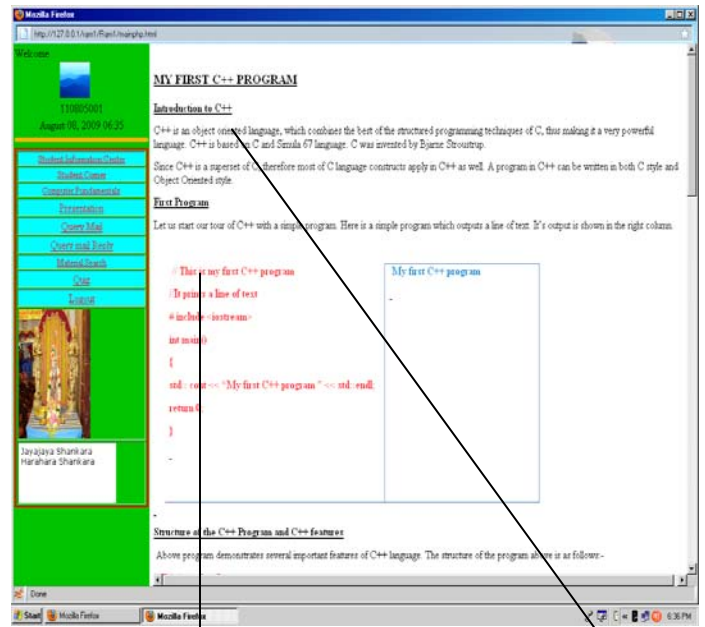 Mozilla Firefox
http://127.0.0.1/ram1/Ram1/mainphp.html
Welcome
110805001
August 08, 2009 06:35
Student Information Center
Student Corner
Computer Fundamentals
Presentation
Query Mail
Query mail Reply
Material Search
Quiz
Logout
Jayajaya Shankara
Harahara Shankara
MY FIRST C++ PROGRAM
Introduction to C++
C++ is an object oriented language, which combines the best of the structured programming techniques of C, thus making it a very powerful
language. C++ is based on C and Simula 67 language. C was invented by Bjarne Stroustrup.
Since C++ is a superset of C, therefore most of C language constructs apply in C++ as well. A program in C++ can be written in both C style and
Object Oriented style.
First Program
Let us start our tour of C++ with a simple program. Here is a simple program which outputs a line of text. It's output is shown in the right column.
// This is my first C++ program
//It prints a line of text
# include <iostream>
int main()
{
std:: cout << "My first C++ program " << std:: endl;
return 0;
}
-
My first C++ program
-
-
Structure of the C++ Program and C++ features
Above program demonstrates several important features of C++ language. The structure of the program above is as follows:-
Done
Start
Mozilla Firefox
Mozilla Firefox
6:36 PM